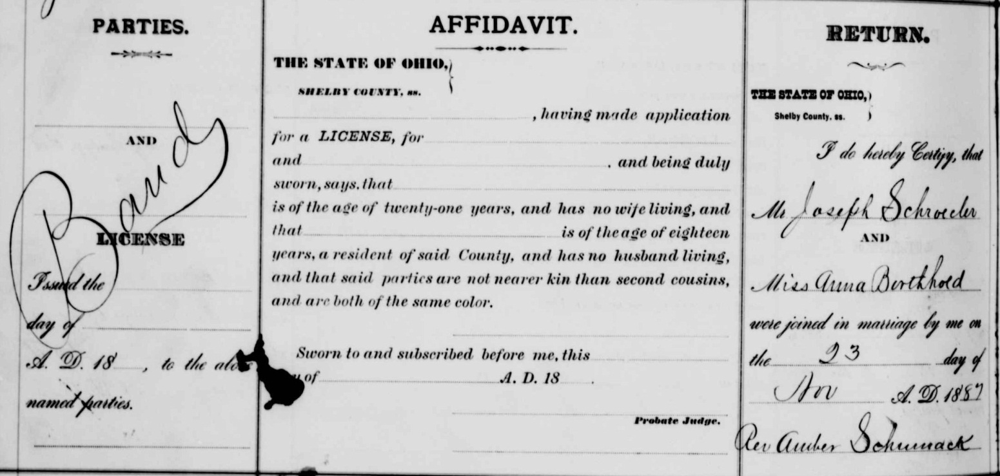 PARTIES.
AND
Bands
LICENSE
Issued the
day of
A. D. 18 , to the above
named parties.
AFFIDAVIT.
THE STATE OF OHIO,
SHELBY COUNTY, ss.
, having made application
for a LICENSE, for
and . and being duly
sworn, says, that
is of the age of twenty-one years, and has no wife living, and
that is of the age of eighteen
years, a resident of said County, and has no husband living,
and that said parties are not nearer kin than second cousins,
and are both of the same color.
Sworn to and subscribed before me, this
of A. D. 18 .
Probate Judge.
RETURN.
THE STATE OF OHIO,
Shelby County, ss.
I do hereby Certify, that
Mr Joseph Schroeder
AND
Miss Anna Berthhold
were joined in marriage by me on
the 23 day of
Nov A. D. 1887
Rev Amber Schumack